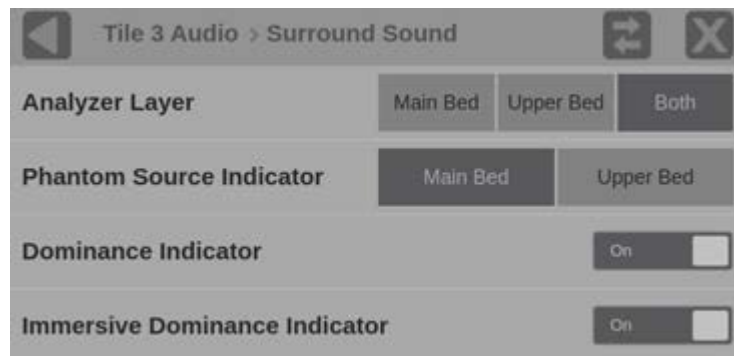 Tile 3 Audio > Surround Sound
Analyzer Layer Main Bed Upper Bed Both
Phantom Source Indicator Main Bed Upper Bed
Dominance Indicator On
Immersive Dominance Indicator On